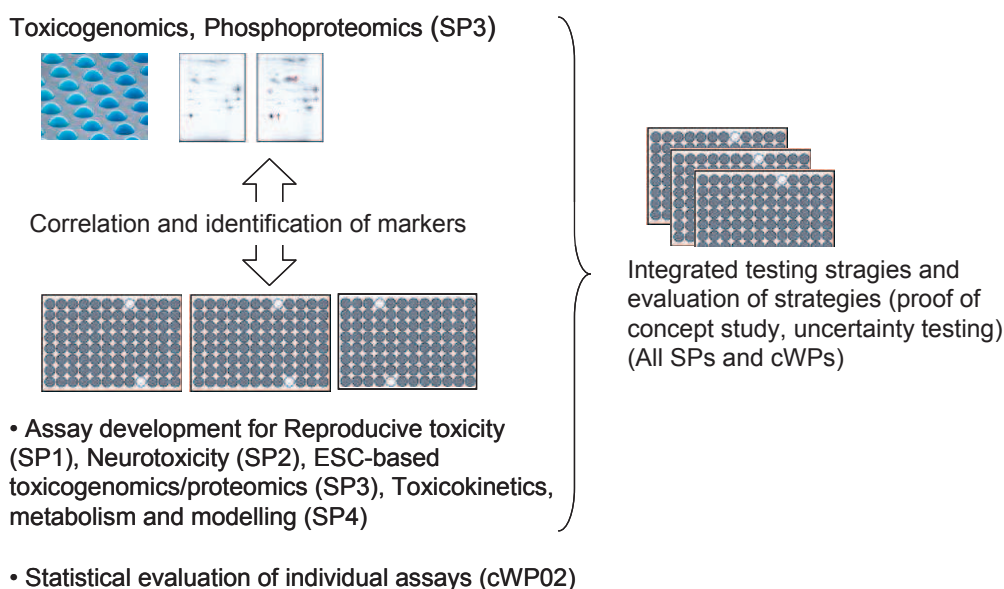 Toxicogenomics, Phosphoproteomics (SP3)
Correlation and identification of markers
• Assay development for Reproducive toxicity
(SP1), Neurotoxicity (SP2), ESC-based
toxicogenomics/proteomics (SP3), Toxicokinetics,
metabolism and modelling (SP4)
• Statistical evaluation of individual assays (cWP02)
Integrated testing stragies and
evaluation of strategies (proof of
concept study, uncertainty testing)
(All SPs and cWPs)